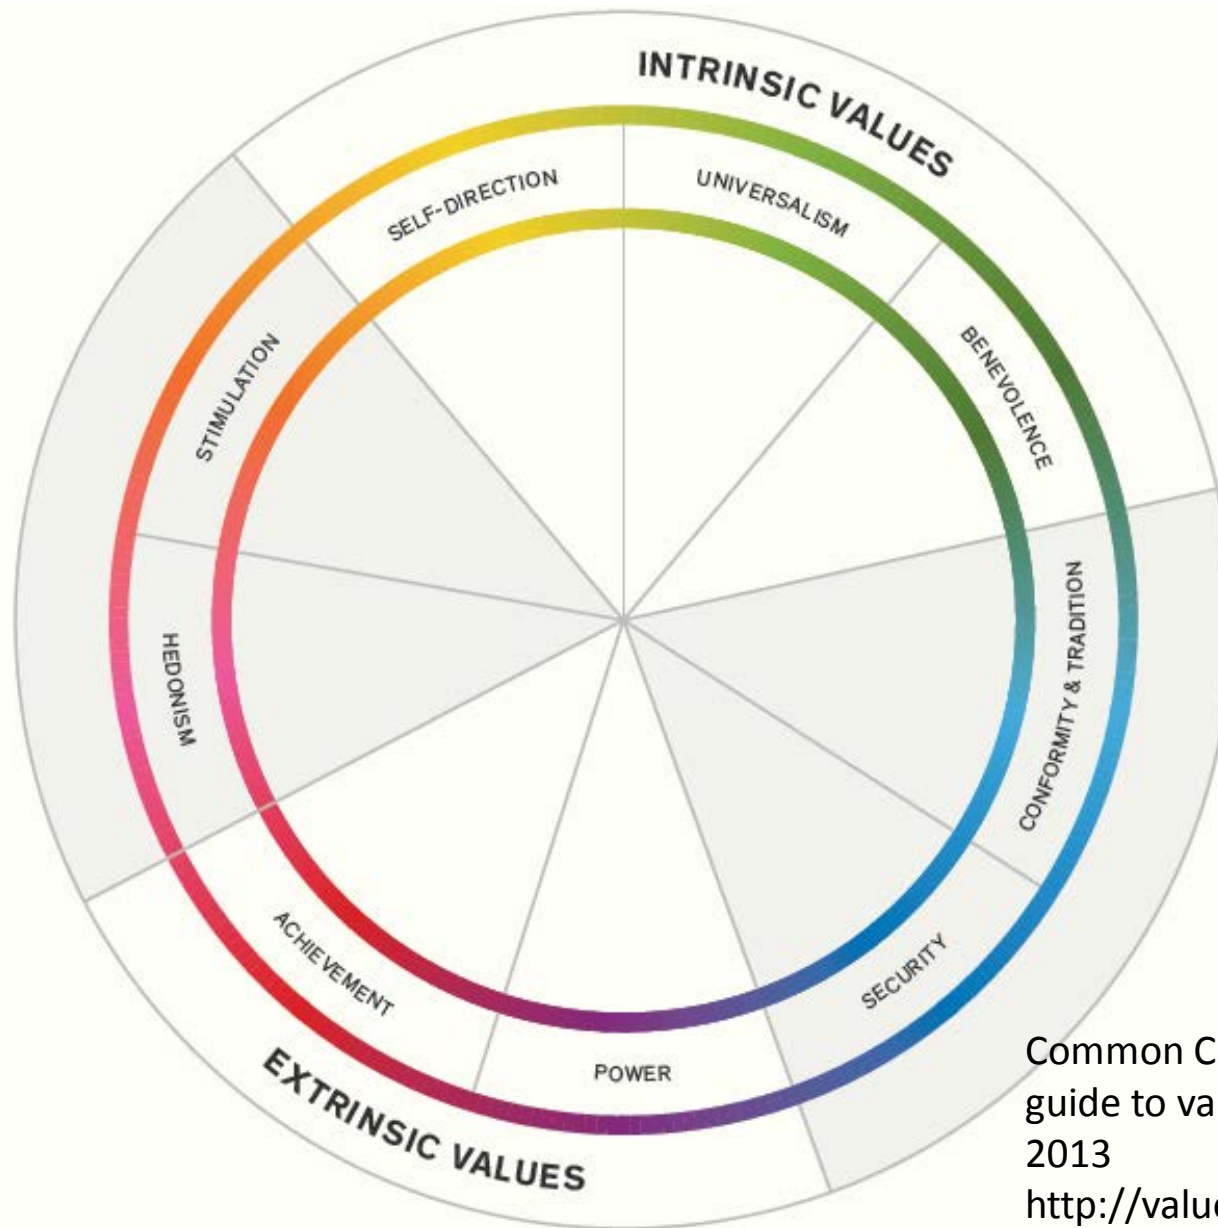 INTRINSIC VALUES
SELF-DIRECTION
UNIVERSALISM
BENEVOLENCE
STIMULATION
HEDONISM
CONFORMITY & TRADITION
ACHIEVEMENT
SECURITY
POWER
EXTRINSIC VALUES
Common C
guide to va
2013
http://value